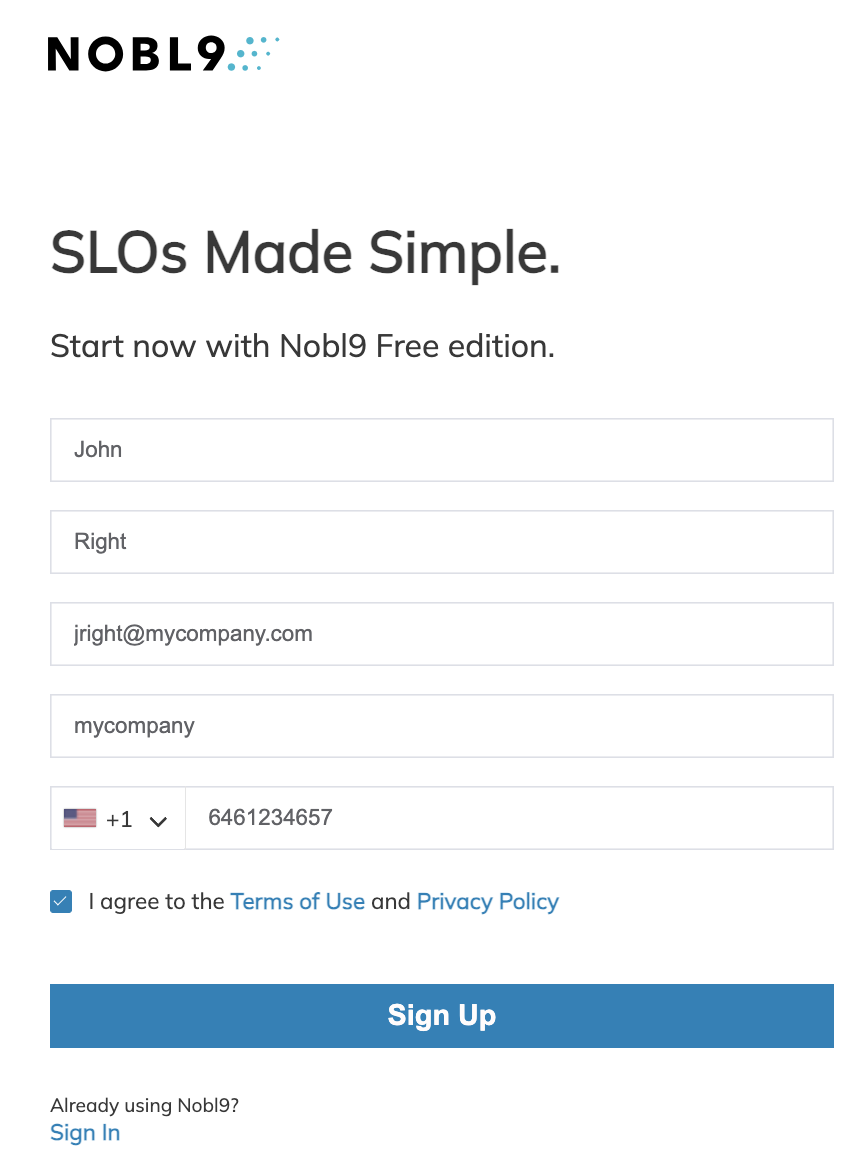 NOBL9
SLOs Made Simple.
Start now with Nobl9 Free edition.
John
Right
jright@mycompany.com
mycompany
+1 6461234657
I agree to the Terms of Use and Privacy Policy
Sign Up
Already using Nobl9?
Sign In